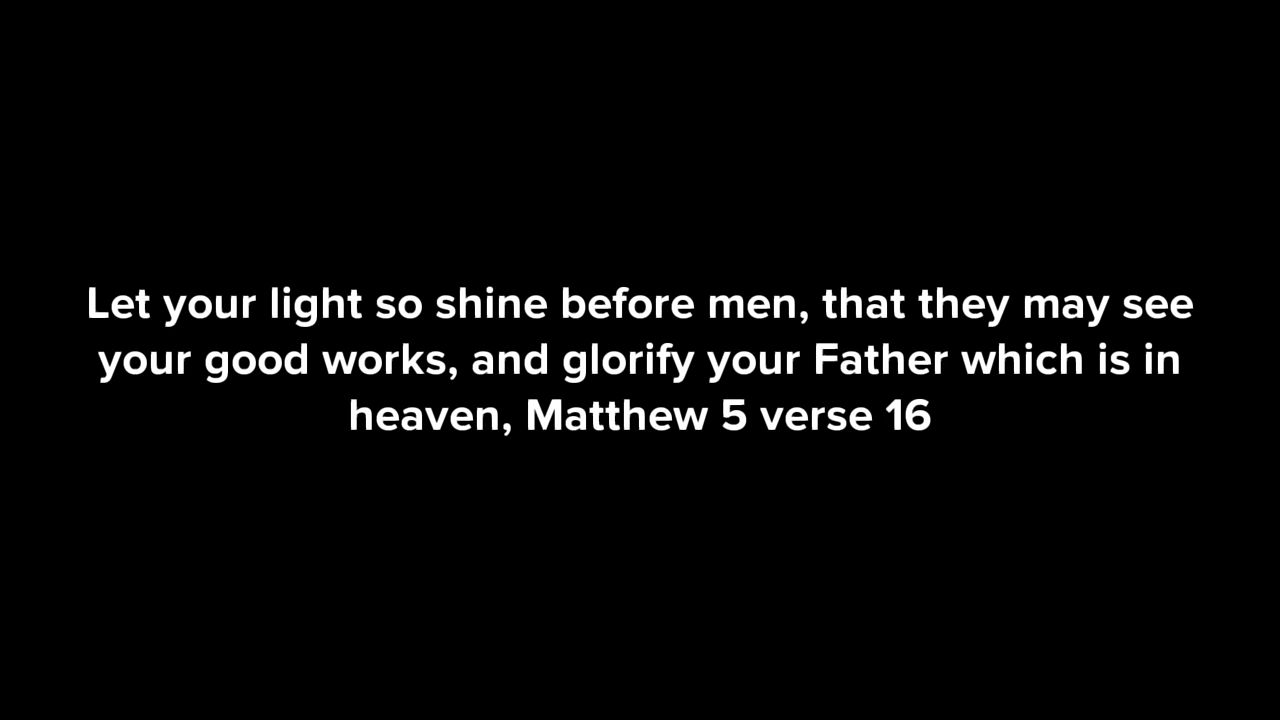 Let your light so shine before men, that they may see
your good works, and glorify your Father which is in
heaven, Matthew 5 verse 16